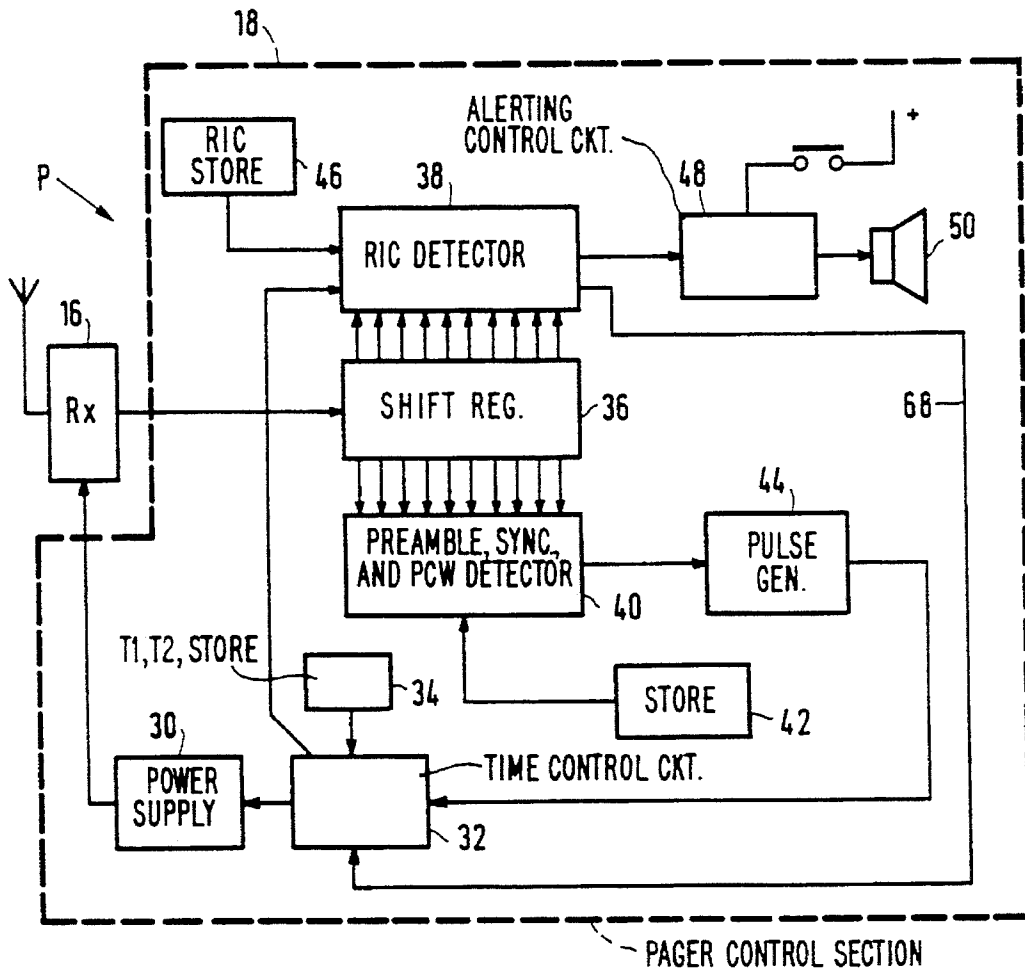 18
ALERTING
CONTROL CKT.
+
RIC
STORE
46
38
48
P
RIC DETECTOR
50
16
Rx
SHIFT REG.
36
68
44
PREAMBLE, SYNC.,
AND PCW DETECTOR
40
PULSE
GEN.
T1, T2, STORE
34
STORE
42
30
POWER
SUPPLY
TIME CONTROL CKT.
32
PAGER CONTROL SECTION